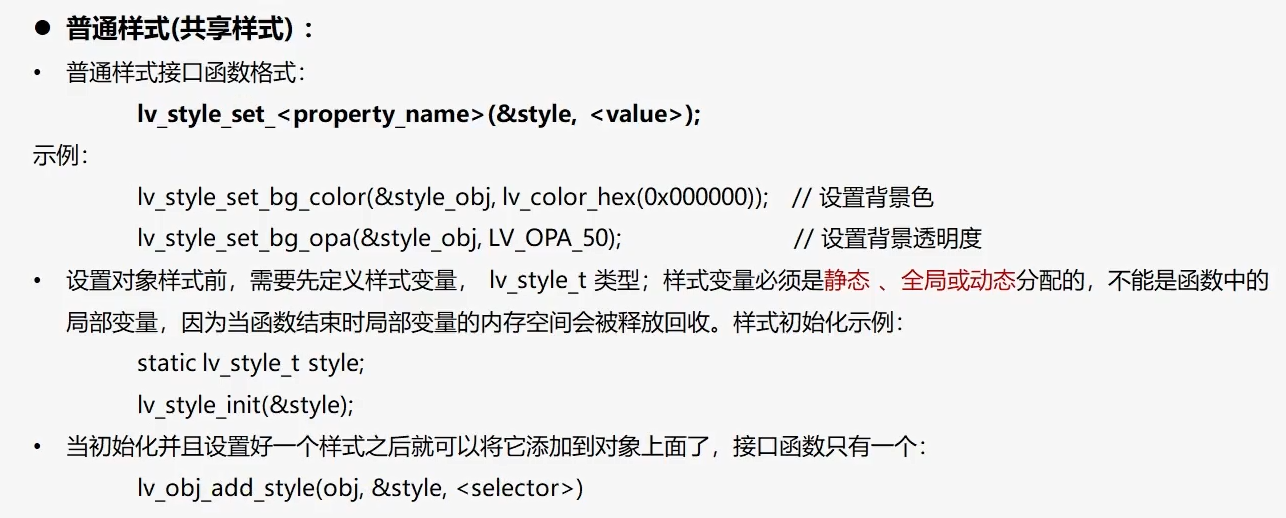 ● 普通样式(共享样式)：
• 普通样式接口函数格式：
lv_style_set_<property_name>(&style, <value>);
示例：
lv_style_set_bg_color(&style_obj, lv_color_hex(0x000000)); // 设置背景色
lv_style_set_bg_opa(&style_obj, LV_OPA_50); // 设置背景透明度
• 设置对象样式前，需要先定义样式变量， lv_style_t 类型；样式变量必须是静态 、全局或动态分配的，不能是函数中的
局部变量，因为当函数结束时局部变量的内存空间会被释放回收。样式初始化示例：
static lv_style_t style;
lv_style_init(&style);
• 当初始化并且设置好一个样式之后就可以将它添加到对象上面了，接口函数只有一个：
lv_obj_add_style(obj, &style, <selector>)